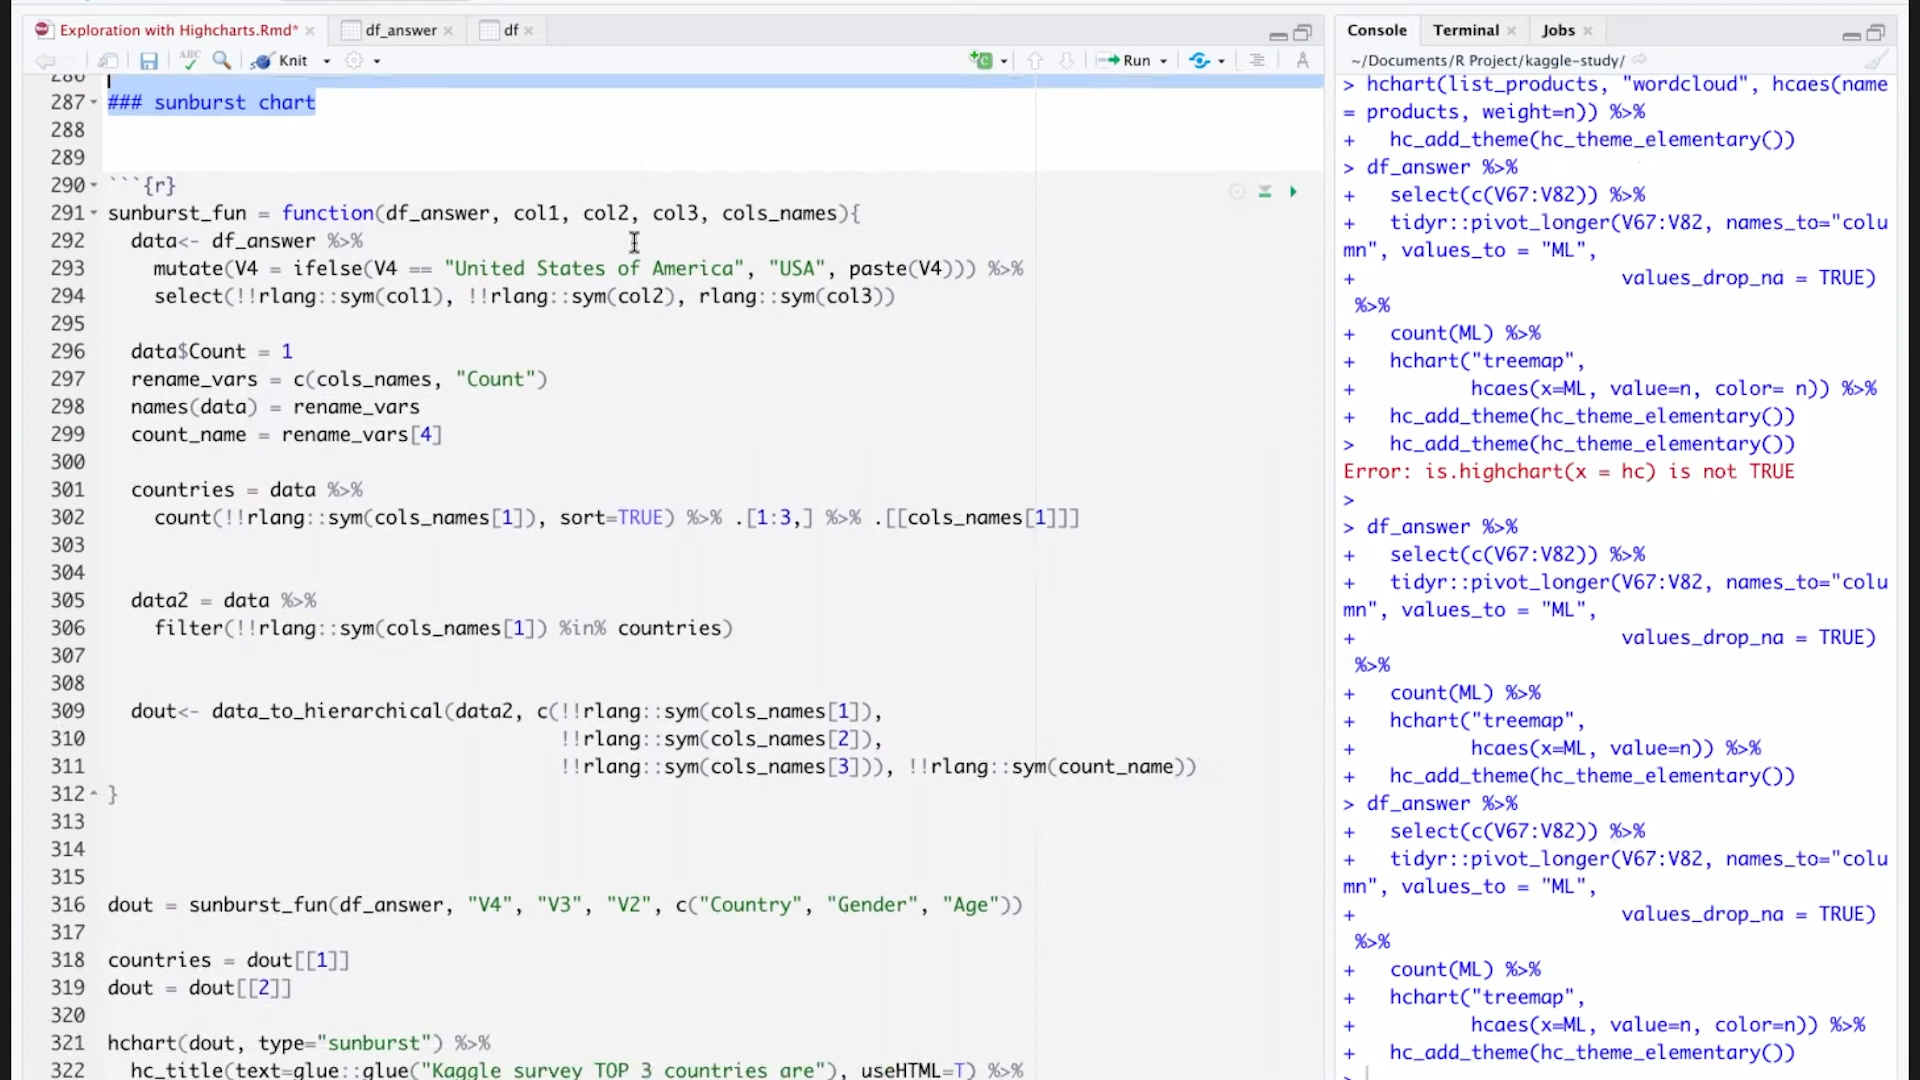 Exploration with Highcharts.Rmd* × df_answer × df ×
ABC Knit Run
286
287 ### sunburst chart
288
289
290 ```{r}
291 sunburst_fun = function(df_answer, col1, col2, col3, cols_names){
292 data<- df_answer %>%
293 mutate(V4 = ifelse(V4 == "United States of America", "USA", paste(V4))) %>%
294 select(!!rlang::sym(col1), !!rlang::sym(col2), rlang::sym(col3))
295
296 data$Count = 1
297 rename_vars = c(cols_names, "Count")
298 names(data) = rename_vars
299 count_name = rename_vars[4]
300
301 countries = data %>%
302 count(!!rlang::sym(cols_names[1]), sort=TRUE) %>% .[1:3,] %>% .[[cols_names[1]]]
303
304
305 data2 = data %>%
306 filter(!!rlang::sym(cols_names[1]) %in% countries)
307
308
309 dout<- data_to_hierarchical(data2, c(!!rlang::sym(cols_names[1]),
310 !!rlang::sym(cols_names[2]),
311 !!rlang::sym(cols_names[3])), !!rlang::sym(count_name))
312 }
313
314
315
316 dout = sunburst_fun(df_answer, "V4", "V3", "V2", c("Country", "Gender", "Age"))
317
318 countries = dout[[1]]
319 dout = dout[[2]]
320
321 hchart(dout, type="sunburst") %>%
322 hc_title(text=glue::glue("Kaggle survey TOP 3 countries are"), useHTML=T) %>%
Console Terminal × Jobs ×
~/Documents/R Project/kaggle-study/
> hchart(list_products, "wordcloud", hcaes(name
= products, weight=n)) %>%
+ hc_add_theme(hc_theme_elementary())
> df_answer %>%
+ select(c(V67:V82)) %>%
+ tidyr::pivot_longer(V67:V82, names_to="colu
mn", values_to = "ML",
+ values_drop_na = TRUE)
%>%
+ count(ML) %>%
+ hchart("treemap",
+ hcaes(x=ML, value=n, color= n)) %>%
+ hc_add_theme(hc_theme_elementary())
> hc_add_theme(hc_theme_elementary())
Error: is.highchart(x = hc) is not TRUE
>
> df_answer %>%
+ select(c(V67:V82)) %>%
+ tidyr::pivot_longer(V67:V82, names_to="colu
mn", values_to = "ML",
+ values_drop_na = TRUE)
%>%
+ count(ML) %>%
+ hchart("treemap",
+ hcaes(x=ML, value=n)) %>%
+ hc_add_theme(hc_theme_elementary())
> df_answer %>%
+ select(c(V67:V82)) %>%
+ tidyr::pivot_longer(V67:V82, names_to="colu
mn", values_to = "ML",
+ values_drop_na = TRUE)
%>%
+ count(ML) %>%
+ hchart("treemap",
+ hcaes(x=ML, value=n, color=n)) %>%
+ hc_add_theme(hc_theme_elementary())
>